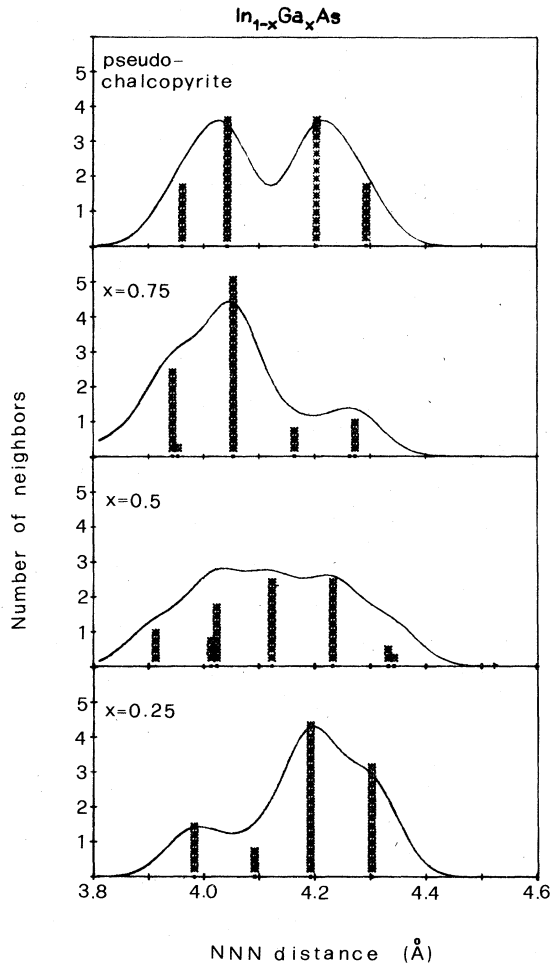 In1-xGaxAs
pseudo-
chalcopyrite
5
4
3
2
1
x=0.75
5
4
3
2
1
x=0.5
5
4
3
2
1
x=0.25
5
4
3
2
1
3.8 4.0 4.2 4.4 4.6
Number of neighbors
NNN distance (Å)